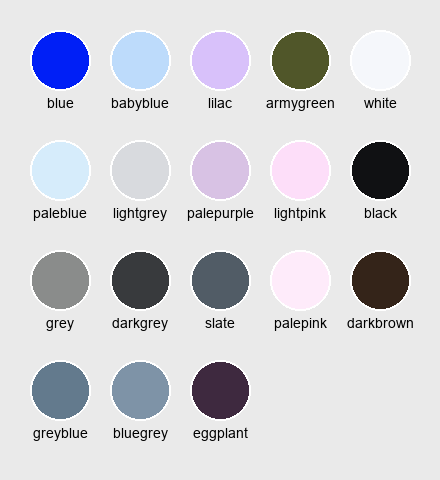 blue babyblue lilac armygreen white
paleblue lightgrey palepurple lightpink black
grey darkgrey slate palepink darkbrown
greyblue bluegrey eggplant